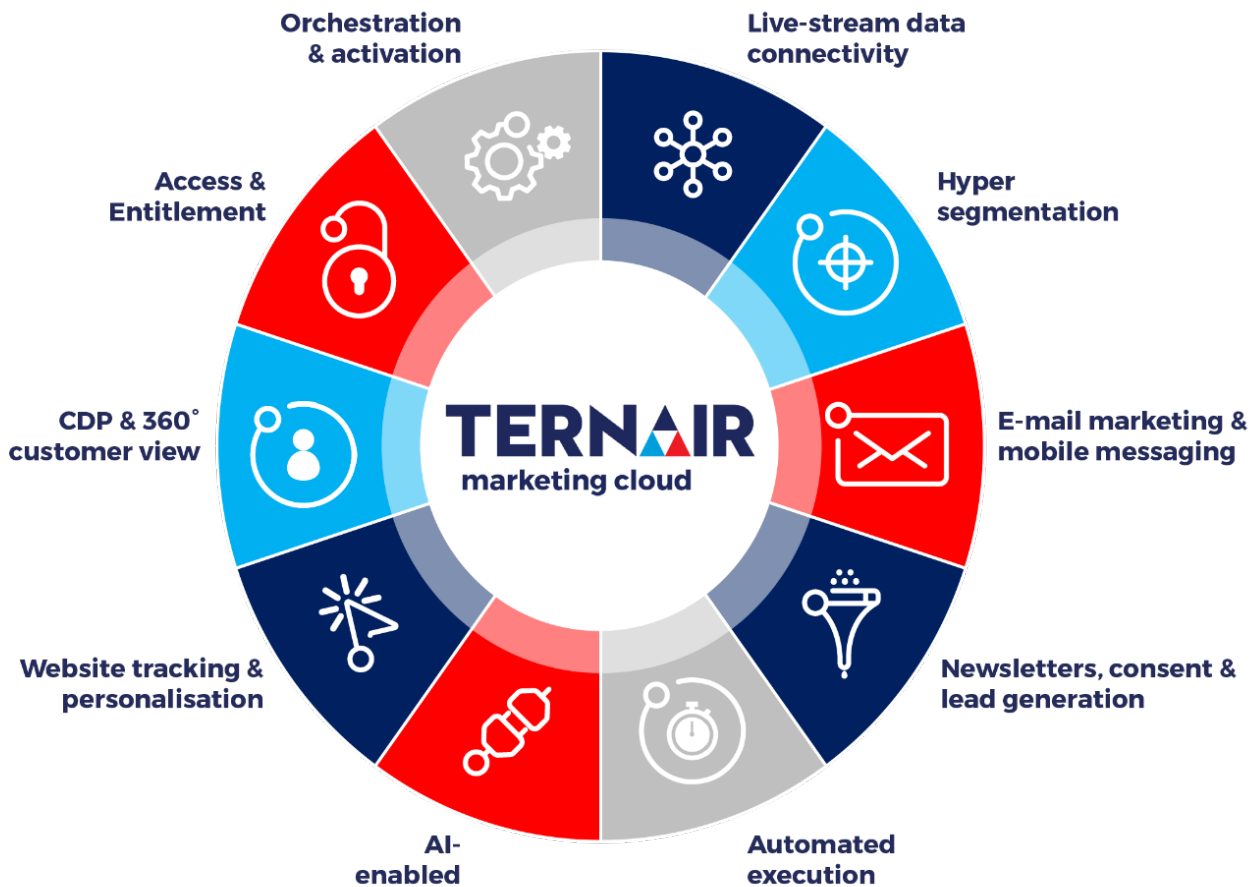 Orchestration
& activation
Live-stream data
connectivity
Hyper
segmentation
E-mail marketing &
mobile messaging
Newsletters, consent &
lead generation
Automated
execution
AI-
enabled
Website tracking &
personalisation
CDP & 360°
customer view
Access &
Entitlement
TERNAIR
marketing cloud